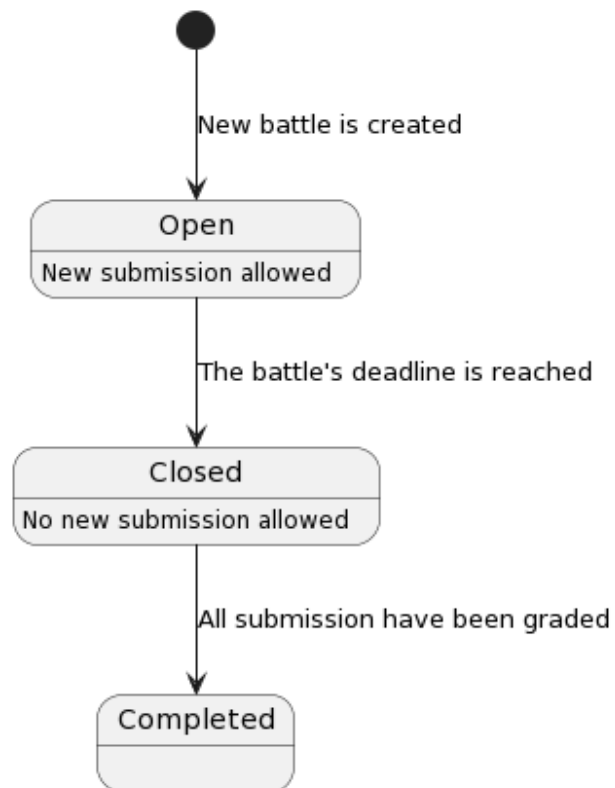 New battle is created
Open
New submission allowed
The battle's deadline is reached
Closed
No new submission allowed
All submission have been graded
Completed